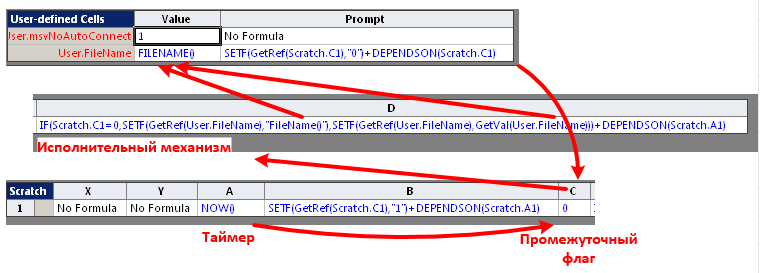 User-defined Cells Value Prompt
User.msvNoAutoConnect 1 No Formula
User.FileName FILENAME() SETF(GetRef(Scratch.C1),"0")+DEPENDSON(Scratch.C1)
D
IF(Scratch.C1=0,SETF(GetRef(User.FileName),"FileName()"),SETF(GetRef(User.FileName),GetVal(User.FileName)))+DEPENDSON(Scratch.A1)
Исполнительный механизм
Scratch X Y A B C
1 No Formula No Formula NOW() SETF(GetRef(Scratch.C1),"1")+DEPENDSON(Scratch.A1) 0
Таймер
Промежуточный
флаг